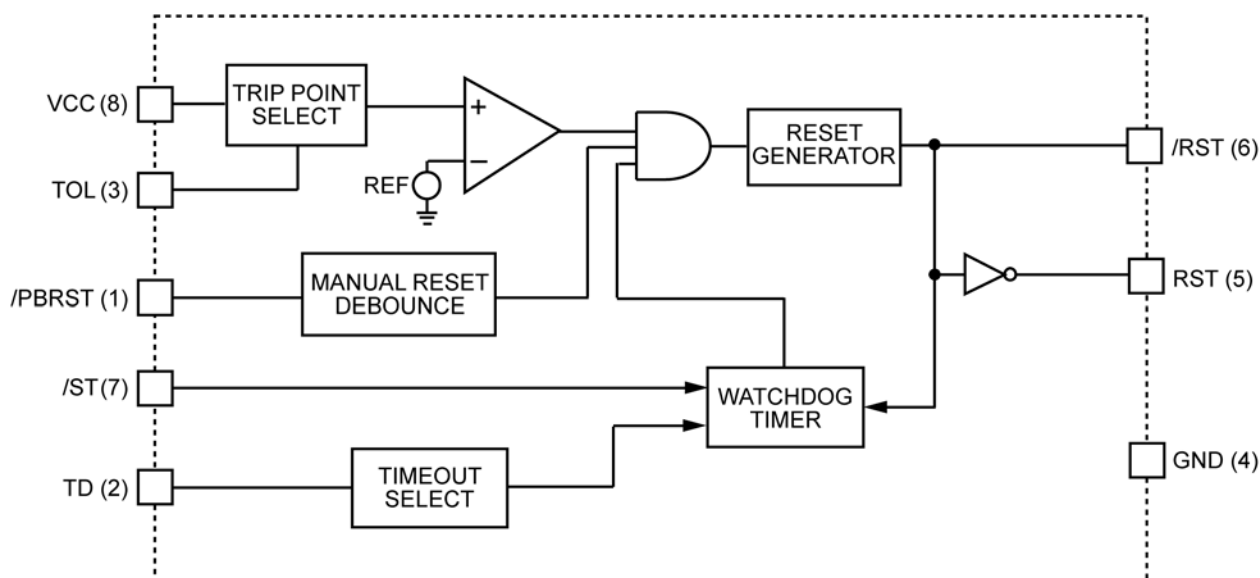 VCC (8)
TRIP POINT
SELECT
+
−
REF
TOL (3)
RESET
GENERATOR
/RST (6)
/PBRST (1)
MANUAL RESET
DEBOUNCE
RST (5)
/ST (7)
WATCHDOG
TIMER
TD (2)
TIMEOUT
SELECT
GND (4)